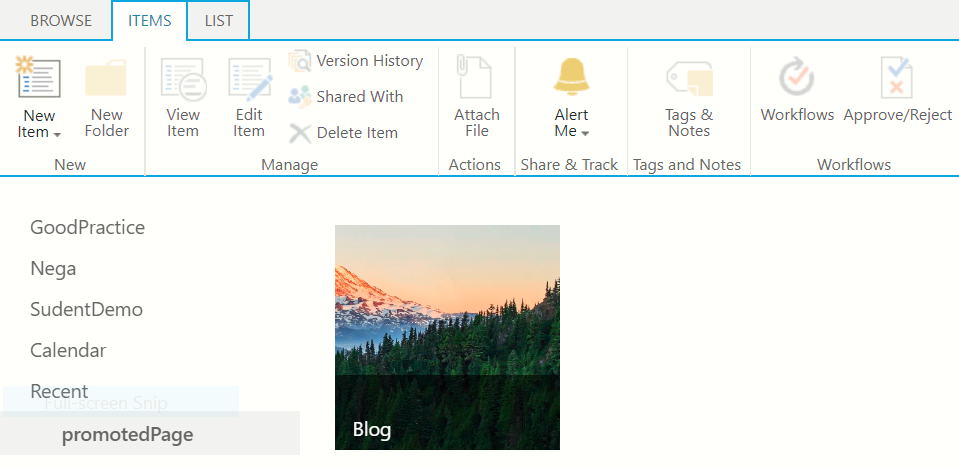 BROWSE ITEMS LIST
New Item
New Folder
View Item
Edit Item
Version History
Shared With
Delete Item
Attach File
Alert Me
Tags & Notes
Workflows
Approve/Reject
New
Manage
Actions
Share & Track
Tags and Notes
Workflows
GoodPractice
Nega
SudentDemo
Calendar
Recent
Full-screen Snip
promotedPage
Blog